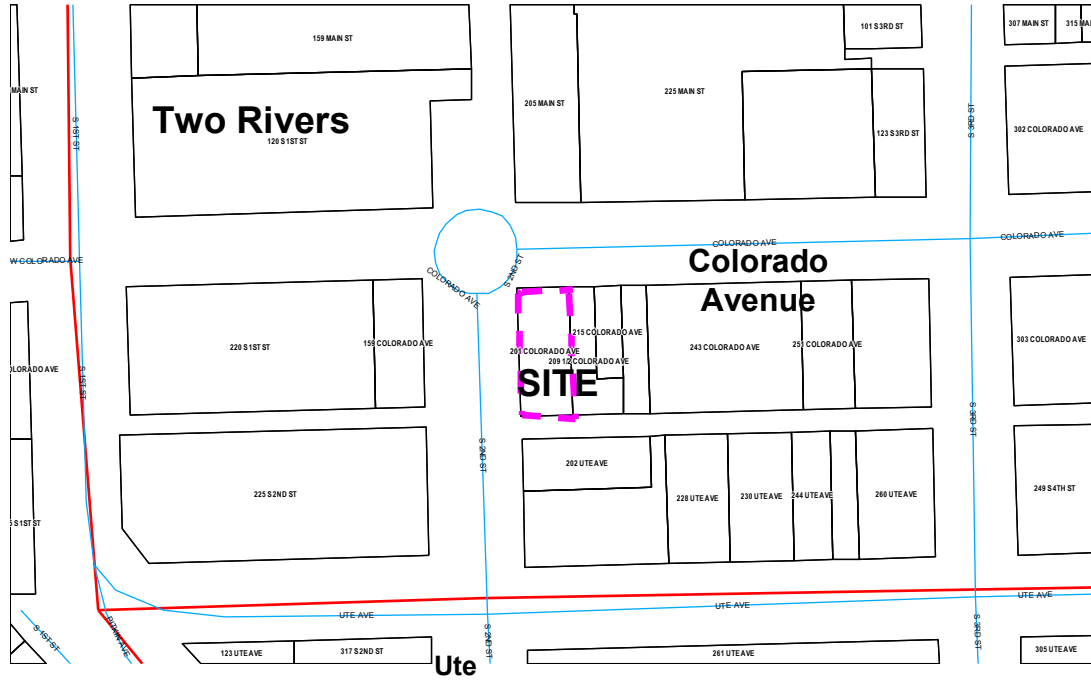 307 MAIN ST
315 MAI
101 S 3RD ST
159 MAIN ST
MAIN ST
225 MAIN ST
205 MAIN ST
Two Rivers
S 1ST ST
S 3RD ST
302 COLORADO AVE
123 S 3RD ST
120 S 1ST ST
COLORADO AVE
COLORADO AVE
W COLORADO AVE
Colorado
Avenue
S 2ND ST
COLORADO AVE
215 COLORADO AVE
303 COLORADO AVE
159 COLORADO AVE
220 S 1ST ST
201 COLORADO AVE
243 COLORADO AVE
251 COLORADO AVE
209 1/2 COLORADO AVE
OLORADO AVE
SITE
S 1ST ST
S 3RD ST
S 2ND ST
202 UTE AVE
249 S 4TH ST
225 S 2ND ST
228 UTE AVE
230 UTE AVE
244 UTE AVE
260 UTE AVE
S 1ST ST
UTE AVE
UTE AVE
UTE AVE
S 1ST ST
PITKIN AVE
S 2ND ST
S 3RD ST
123 UTE AVE
317 S 2ND ST
261 UTE AVE
305 UTE AVE
Ute